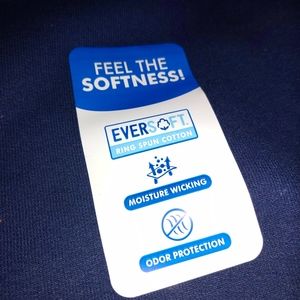 FEEL THE
SOFTNESS!
EVERSOFT
RING SPUN COTTON
MOISTURE WICKING
ODOR PROTECTION